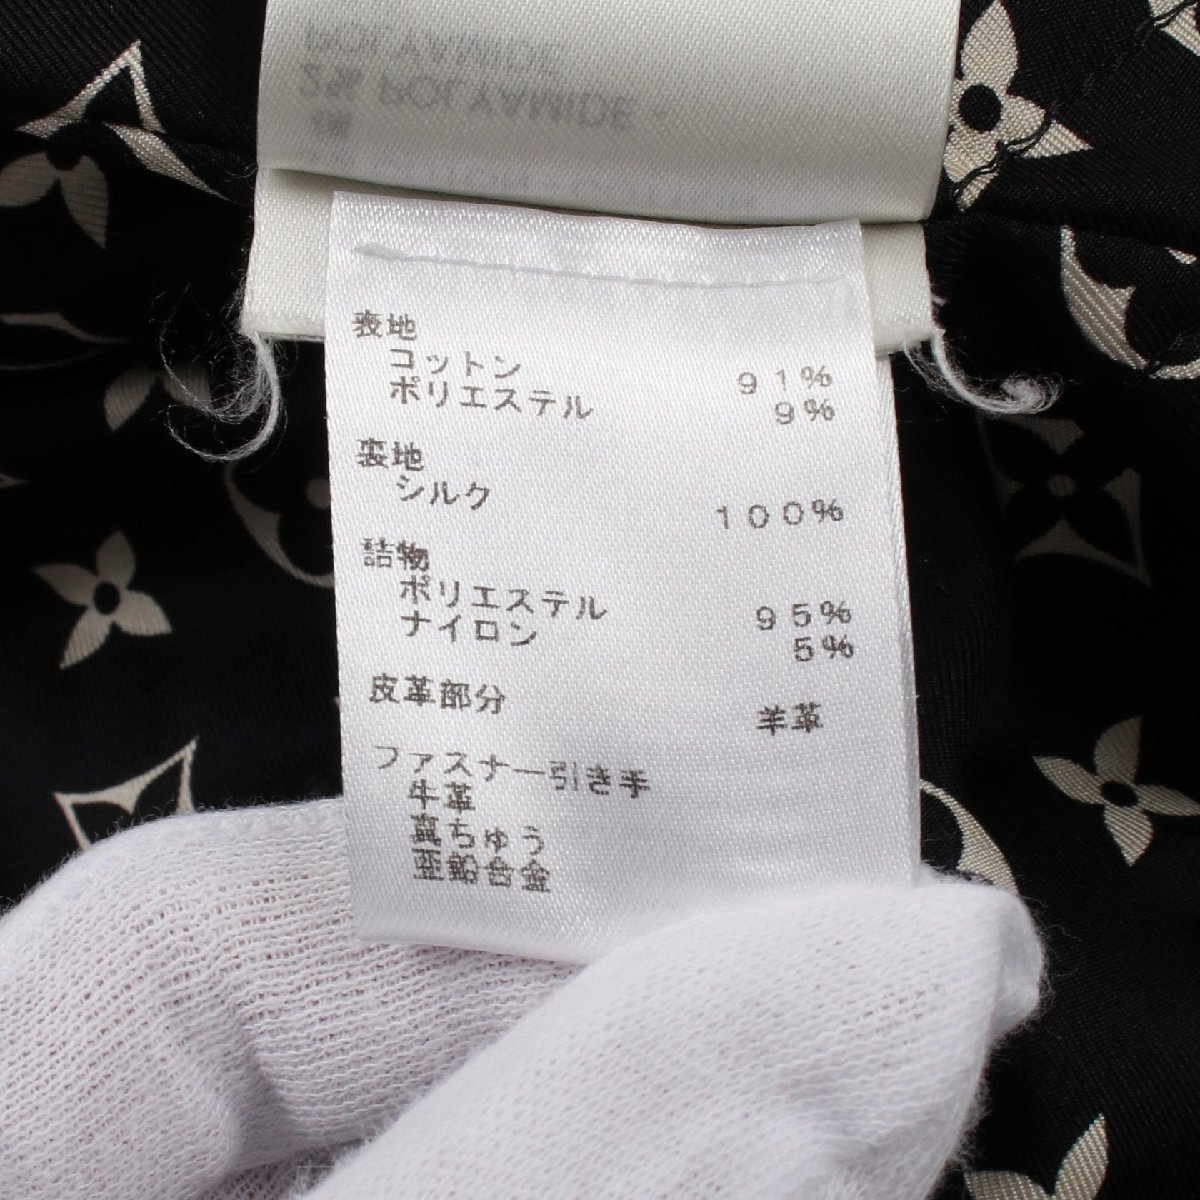 POLYAMIDE
2% POLYAMIDE -
表地
コットン 91%
ポリエステル 9%
裏地
シルク 100%
詰物
ポリエステル 95%
ナイロン 5%
皮革部分 羊革
ファスナー引き手
牛革
真ちゅう
亜鉛合金